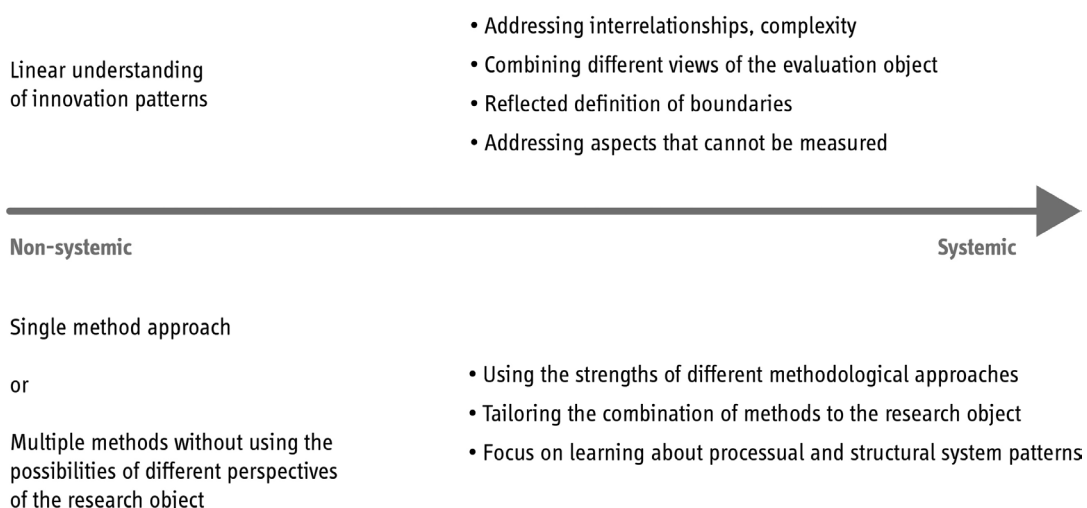 Linear understanding
of innovation patterns
• Addressing interrelationships, complexity
• Combining different views of the evaluation object
• Reflected definition of boundaries
• Addressing aspects that cannot be measured
Non-systemic
Systemic
Single method approach
or
Multiple methods without using the
possibilities of different perspectives
of the research object
• Using the strengths of different methodological approaches
• Tailoring the combination of methods to the research object
• Focus on learning about processual and structural system patterns